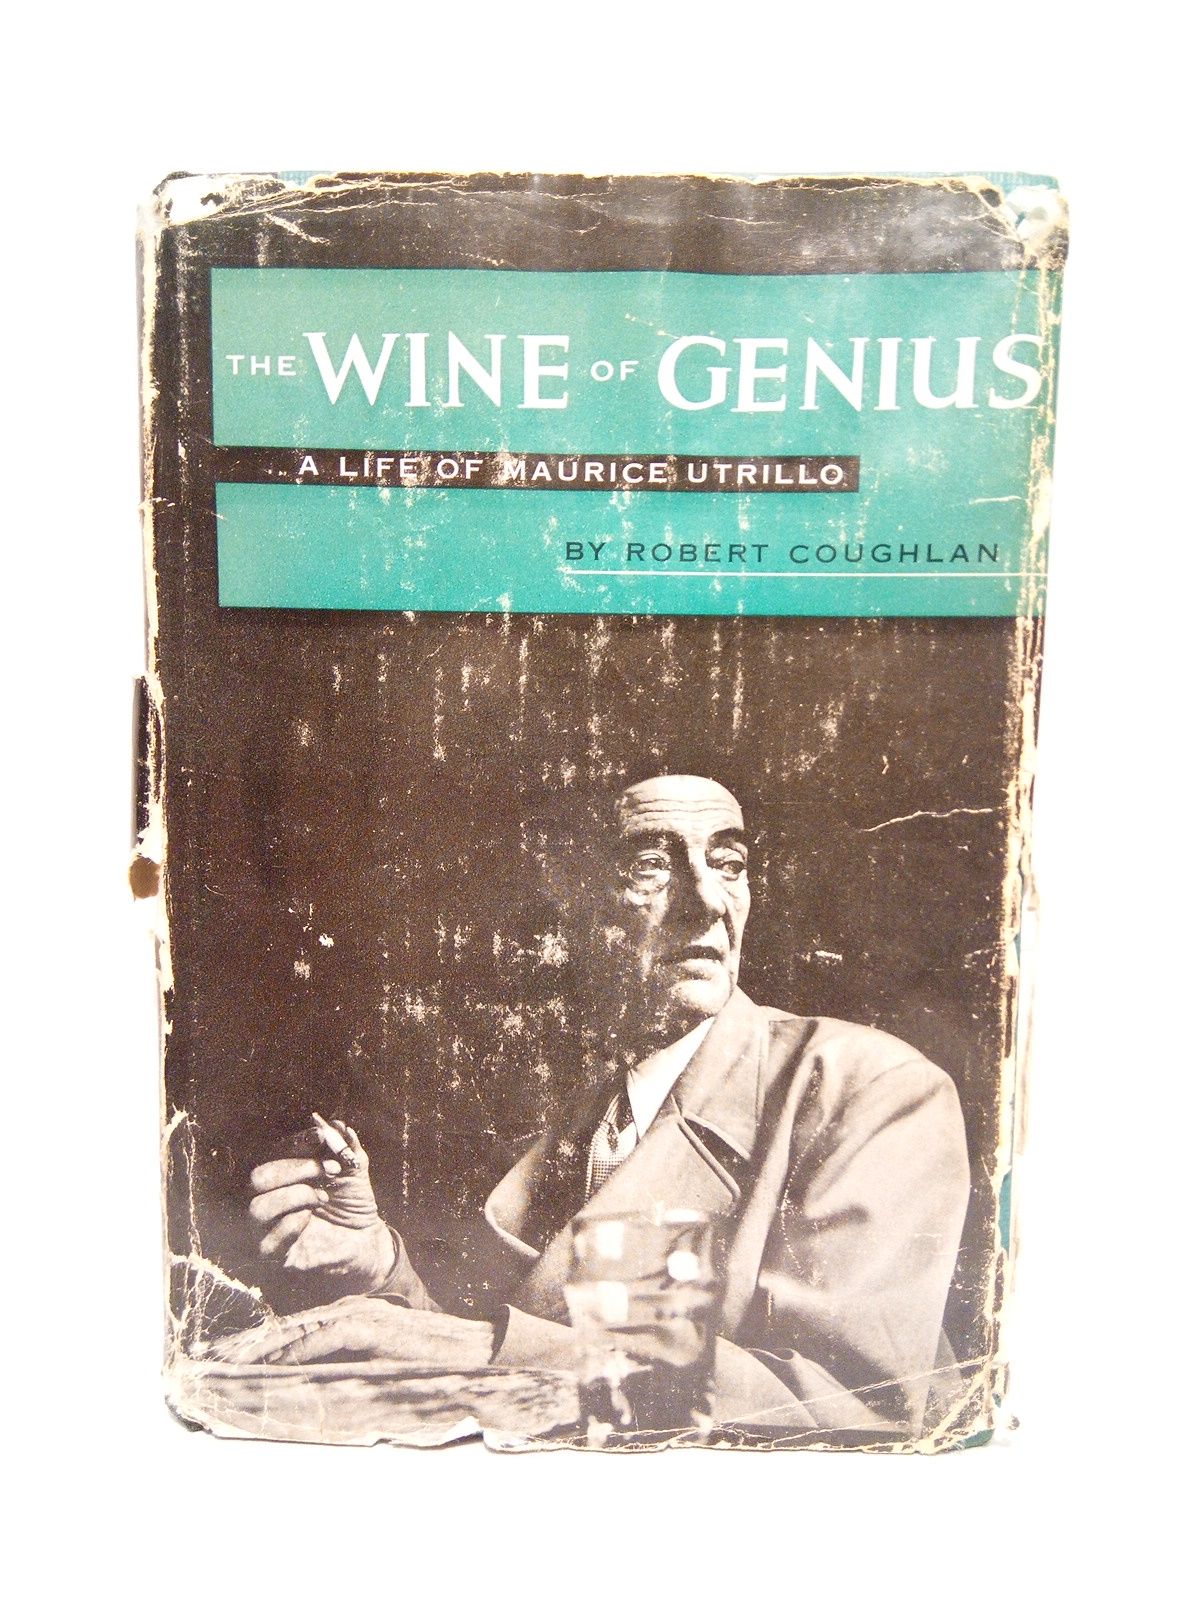 THE WINE OF GENIUS
A LIFE OF MAURICE UTRILLO
BY ROBERT COUGHLAN